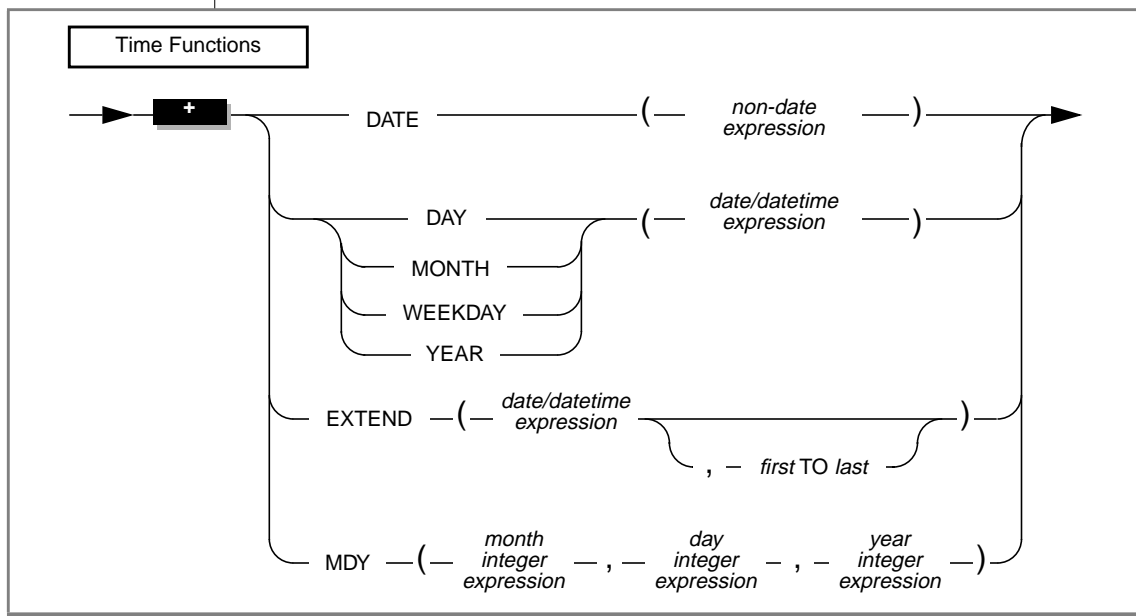 Time Functions
+
DATE ( non-date
expression )
DAY ( date/datetime
expression )
MONTH
WEEKDAY
YEAR
EXTEND ( date/datetime
expression )
, first TO last
MDY ( month
integer
expression , day
integer
expression , year
integer
expression )